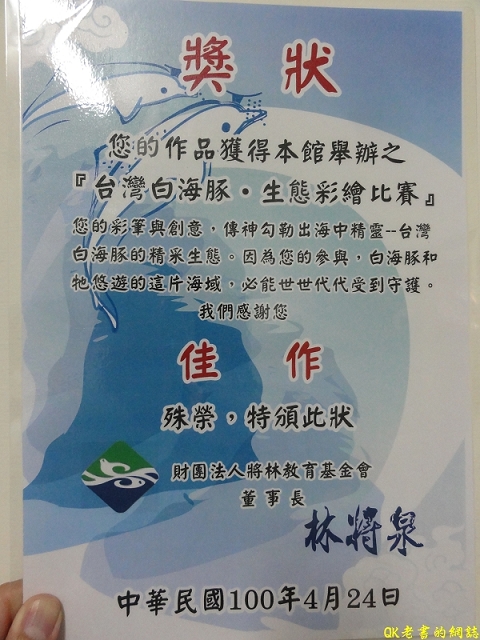 獎 狀
您的作品獲得本館舉辦之
『台灣白海豚·生態彩繪比賽』
您的彩筆與創意，傳神勾勒出海中精靈--台灣
白海豚的精采生態。因為您的參與，白海豚和
牠悠遊的這片海域，必能世世代代受到守護。
我們感謝您
佳 作
殊榮，特頒此狀
財團法人將林教育基金會
董事長
林將泉
中華民國100年4月24日
QK老書的網誌